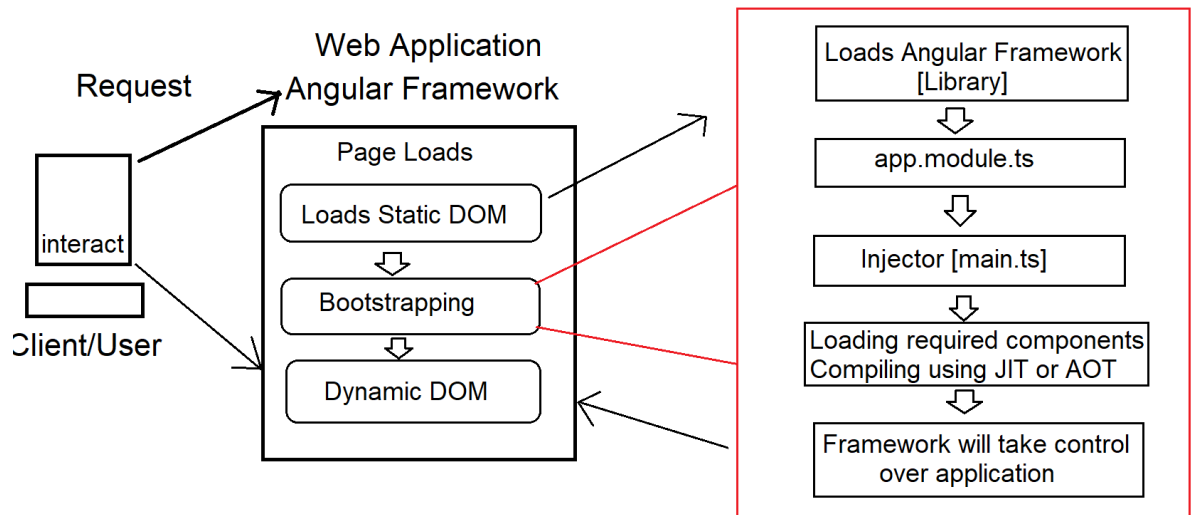 Web Application
Request
Angular Framework
Page Loads
Loads Static DOM
interact
Bootstrapping
Client/User
Dynamic DOM
Loads Angular Framework
[Library]
app.module.ts
Injector [main.ts]
Loading required components
Compiling using JIT or AOT
Framework will take control
over application